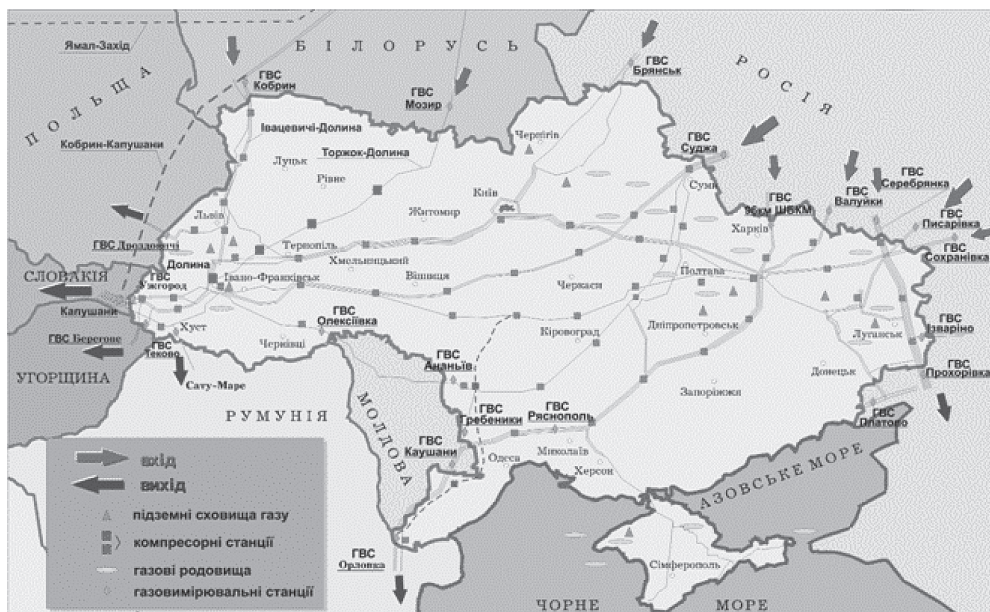 Ямал-Захід
БІЛОРУСЬ
ПОЛЬЩА
РОСІЯ
ГВС
Кобрин
ГВС
Мозир
ГВС
Брянськ
Івацевичі-Долина
Кобрин-Капушани
Торжок-Долина
Луцьк
Рівне
Чернігів
ГВС
Суджа
Суми
Київ
Житомир
ГВС
96км ШБКМ
Харків
ГВС
Валуйки
ГВС
Серебрянка
ГВС
Писарівка
ГВС
Сохранівка
Львів
ГВС Дроздовичі
Тернопіль
Хмельницький
Долина
Івано-Франківськ
Вінниця
Черкаси
Полтава
СЛОВАКІЯ
ГВС
Ужгород
Капушани
Хуст
ГВС
Олексіївка
Чернівці
Кіровоград
Дніпропетровськ
Луганськ
ГВС
Ізваріно
ГВС Берегове
ГВС
Теково
ГВС
Ананьїв
Донецьк
ГВС
Прохорівка
УГОРЩИНА
Сату-Маре
Запоріжжя
РУМУНІЯ
МОЛДОВА
ГВС
Гребеники
ГВС
Ряснополь
ГВС
Платово
ГВС
Каушани
Одеса
Миколаїв
Херсон
АЗОВСЬКЕ МОРЕ
вхід
вихід
підземні сховища газу
компресорні станції
газові родовища
газовимірювальні станції
ГВС
Орловка
Сімферополь
ЧОРНЕ МОРЕ